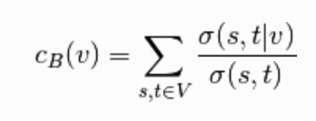 c_B(v) = \sum_{s,t \in V} \frac{\sigma(s,t|v)}{\sigma(s,t)}